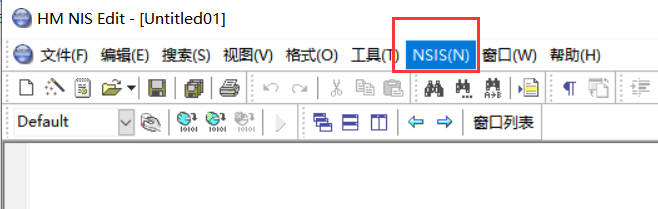 HM NIS Edit - [Untitled01]
文件(F) 编辑(E) 搜索(S) 视图(V) 格式(O) 工具(T) NSIS(N) 窗口(W) 帮助(H)
Default 窗口列表